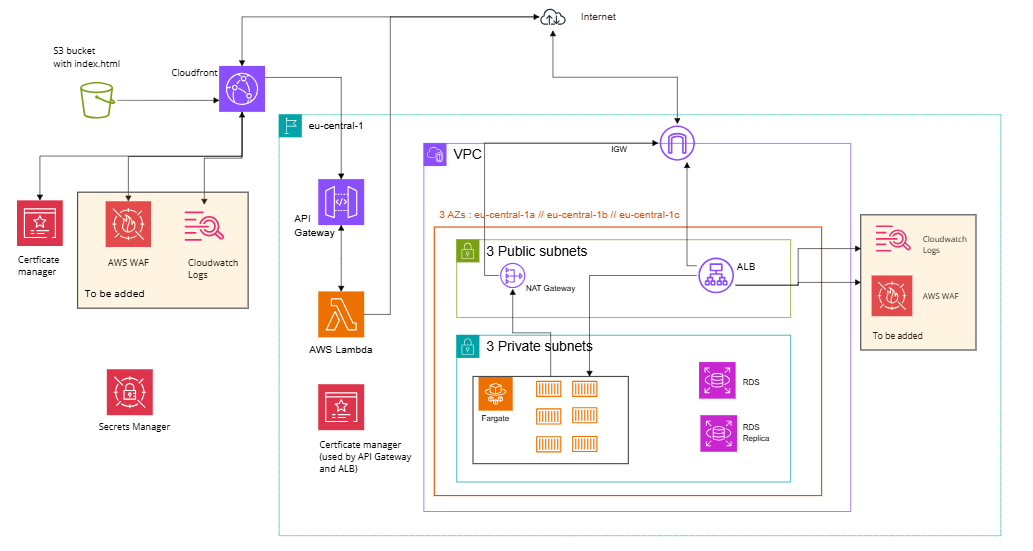 Internet
S3 bucket
with index.html
Cloudfront
eu-central-1
IGW
VPC
3 AZs : eu-central-1a // eu-central-1b // eu-central-1c
API
Gateway
3 Public subnets
ALB
NAT Gateway
Cloudwatch
Logs
AWS WAF
To be added
Certficate
manager
AWS WAF
Cloudwatch
Logs
To be added
AWS Lambda
3 Private subnets
Fargate
RDS
RDS
Replica
Secrets Manager
Certficate manager
(used by API Gateway
and ALB)